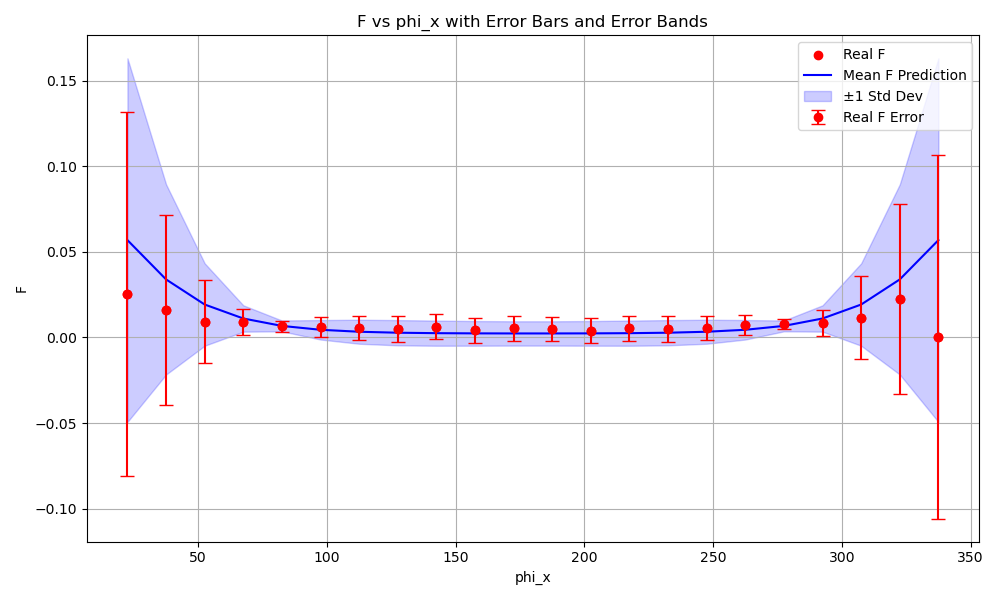 F vs phi_x with Error Bars and Error Bands
Real F
Mean F Prediction
±1 Std Dev
Real F Error
0.15
0.10
0.05
0.00
−0.05
−0.10
F
50
100
150
200
250
300
350
phi_x